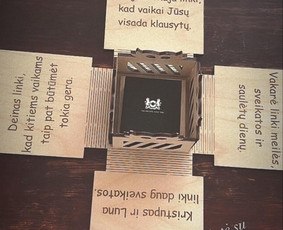 kad vaikai Jūsų
visada klausytų.
Deinas linki,
kad kitiems vaikams
taip pat būtumėt
tokia gera.
Vakarė linki meilės,
sveikatos ir
saulėtų dienų.
Kristupas ir Luna
linki daug sveikatos.
su